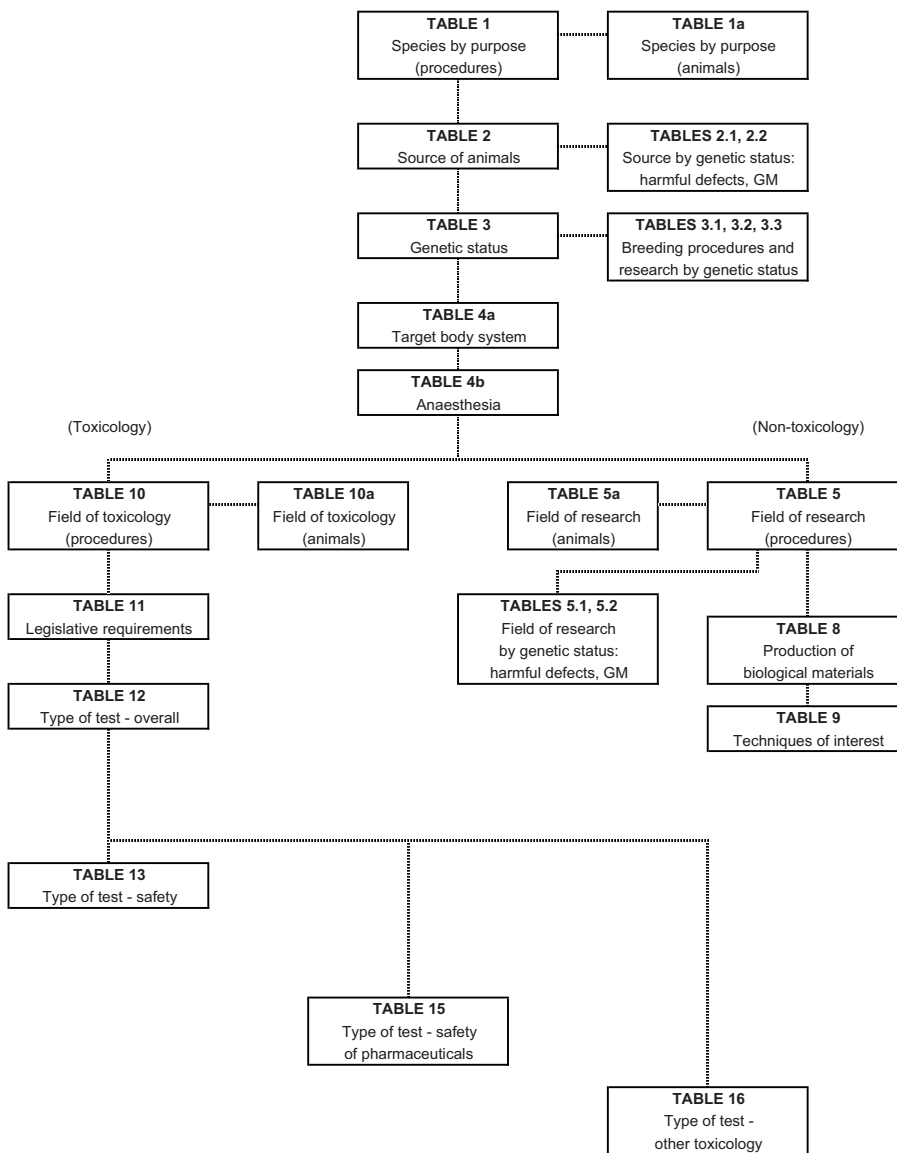 TABLE 1
Species by purpose
(procedures)
TABLE 1a
Species by purpose
(animals)
TABLE 2
Source of animals
TABLES 2.1, 2.2
Source by genetic status:
harmful defects, GM
TABLE 3
Genetic status
TABLES 3.1, 3.2, 3.3
Breeding procedures and
research by genetic status
TABLE 4a
Target body system
TABLE 4b
Anaesthesia
(Toxicology)
(Non-toxicology)
TABLE 10
Field of toxicology
(procedures)
TABLE 10a
Field of toxicology
(animals)
TABLE 5a
Field of research
(animals)
TABLE 5
Field of research
(procedures)
TABLE 11
Legislative requirements
TABLES 5.1, 5.2
Field of research
by genetic status:
harmful defects, GM
TABLE 8
Production of
biological materials
TABLE 12
Type of test - overall
TABLE 9
Techniques of interest
TABLE 13
Type of test - safety
TABLE 15
Type of test - safety
of pharmaceuticals
TABLE 16
Type of test -
other toxicology